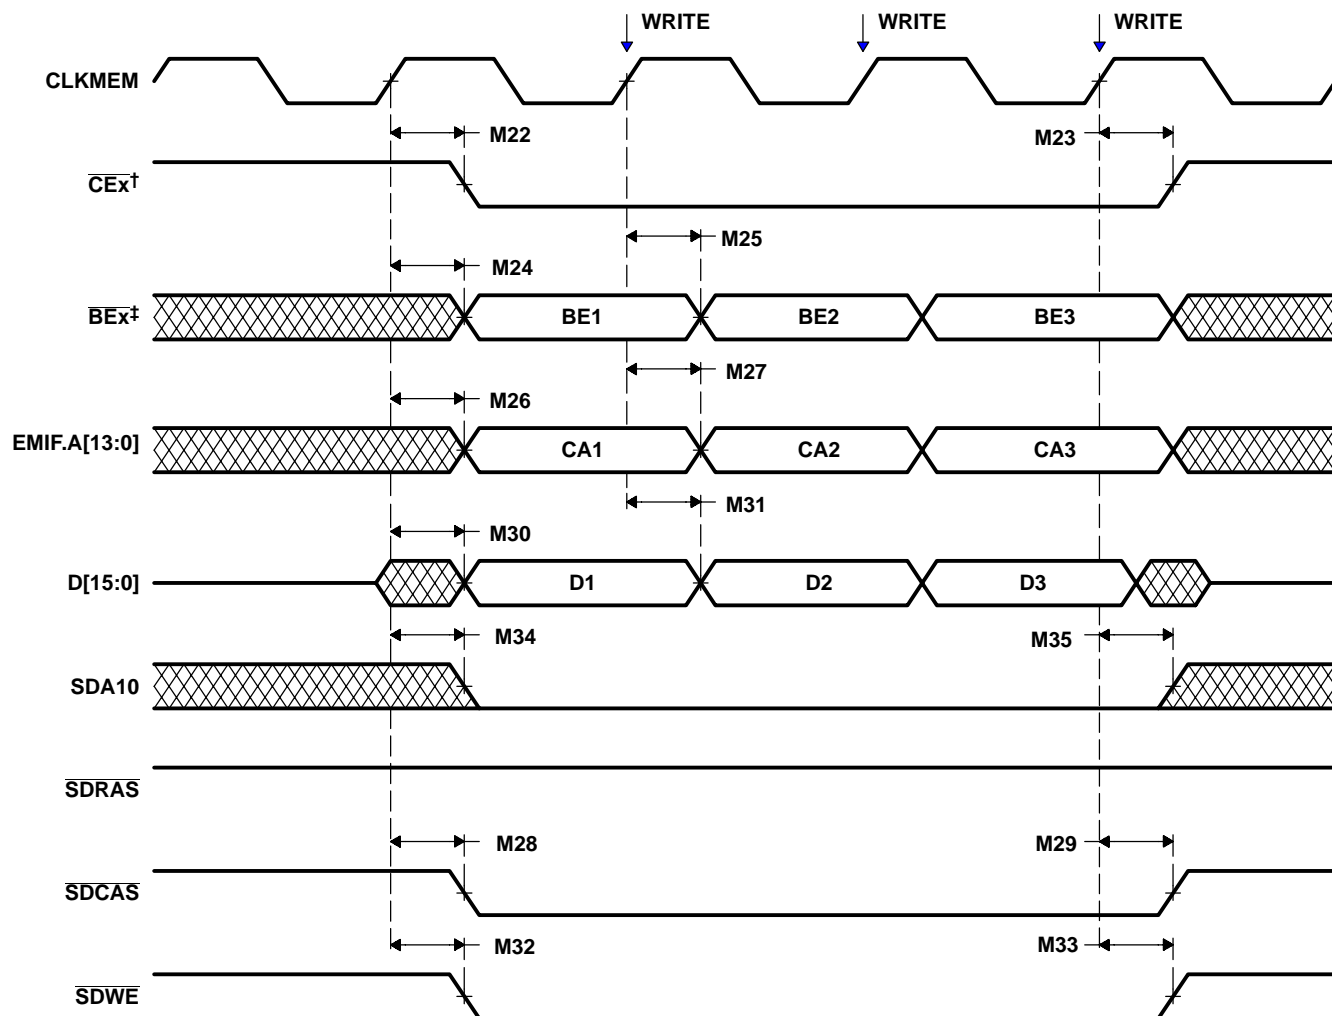 WRITE WRITE WRITE
CLKMEM
M22 M23
CEx†
M25
M24
BEx‡ BE1 BE2 BE3
M27
M26
EMIF.A[13:0] CA1 CA2 CA3
M31
M30
D[15:0] D1 D2 D3
M34 M35
SDA10
SDRAS
M28 M29
SDCAS
M32 M33
SDWE